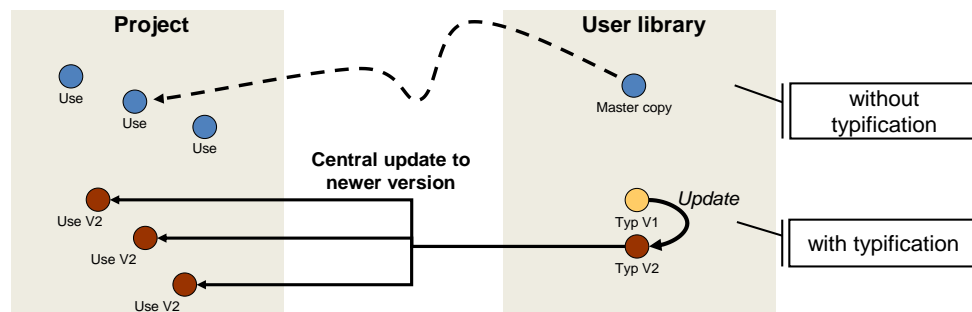 Project
User library
Use
Use
Use
Master copy
without
typification
Central update to
newer version
Use V2
Use V2
Use V2
Typ V1
Update
Typ V2
with typification